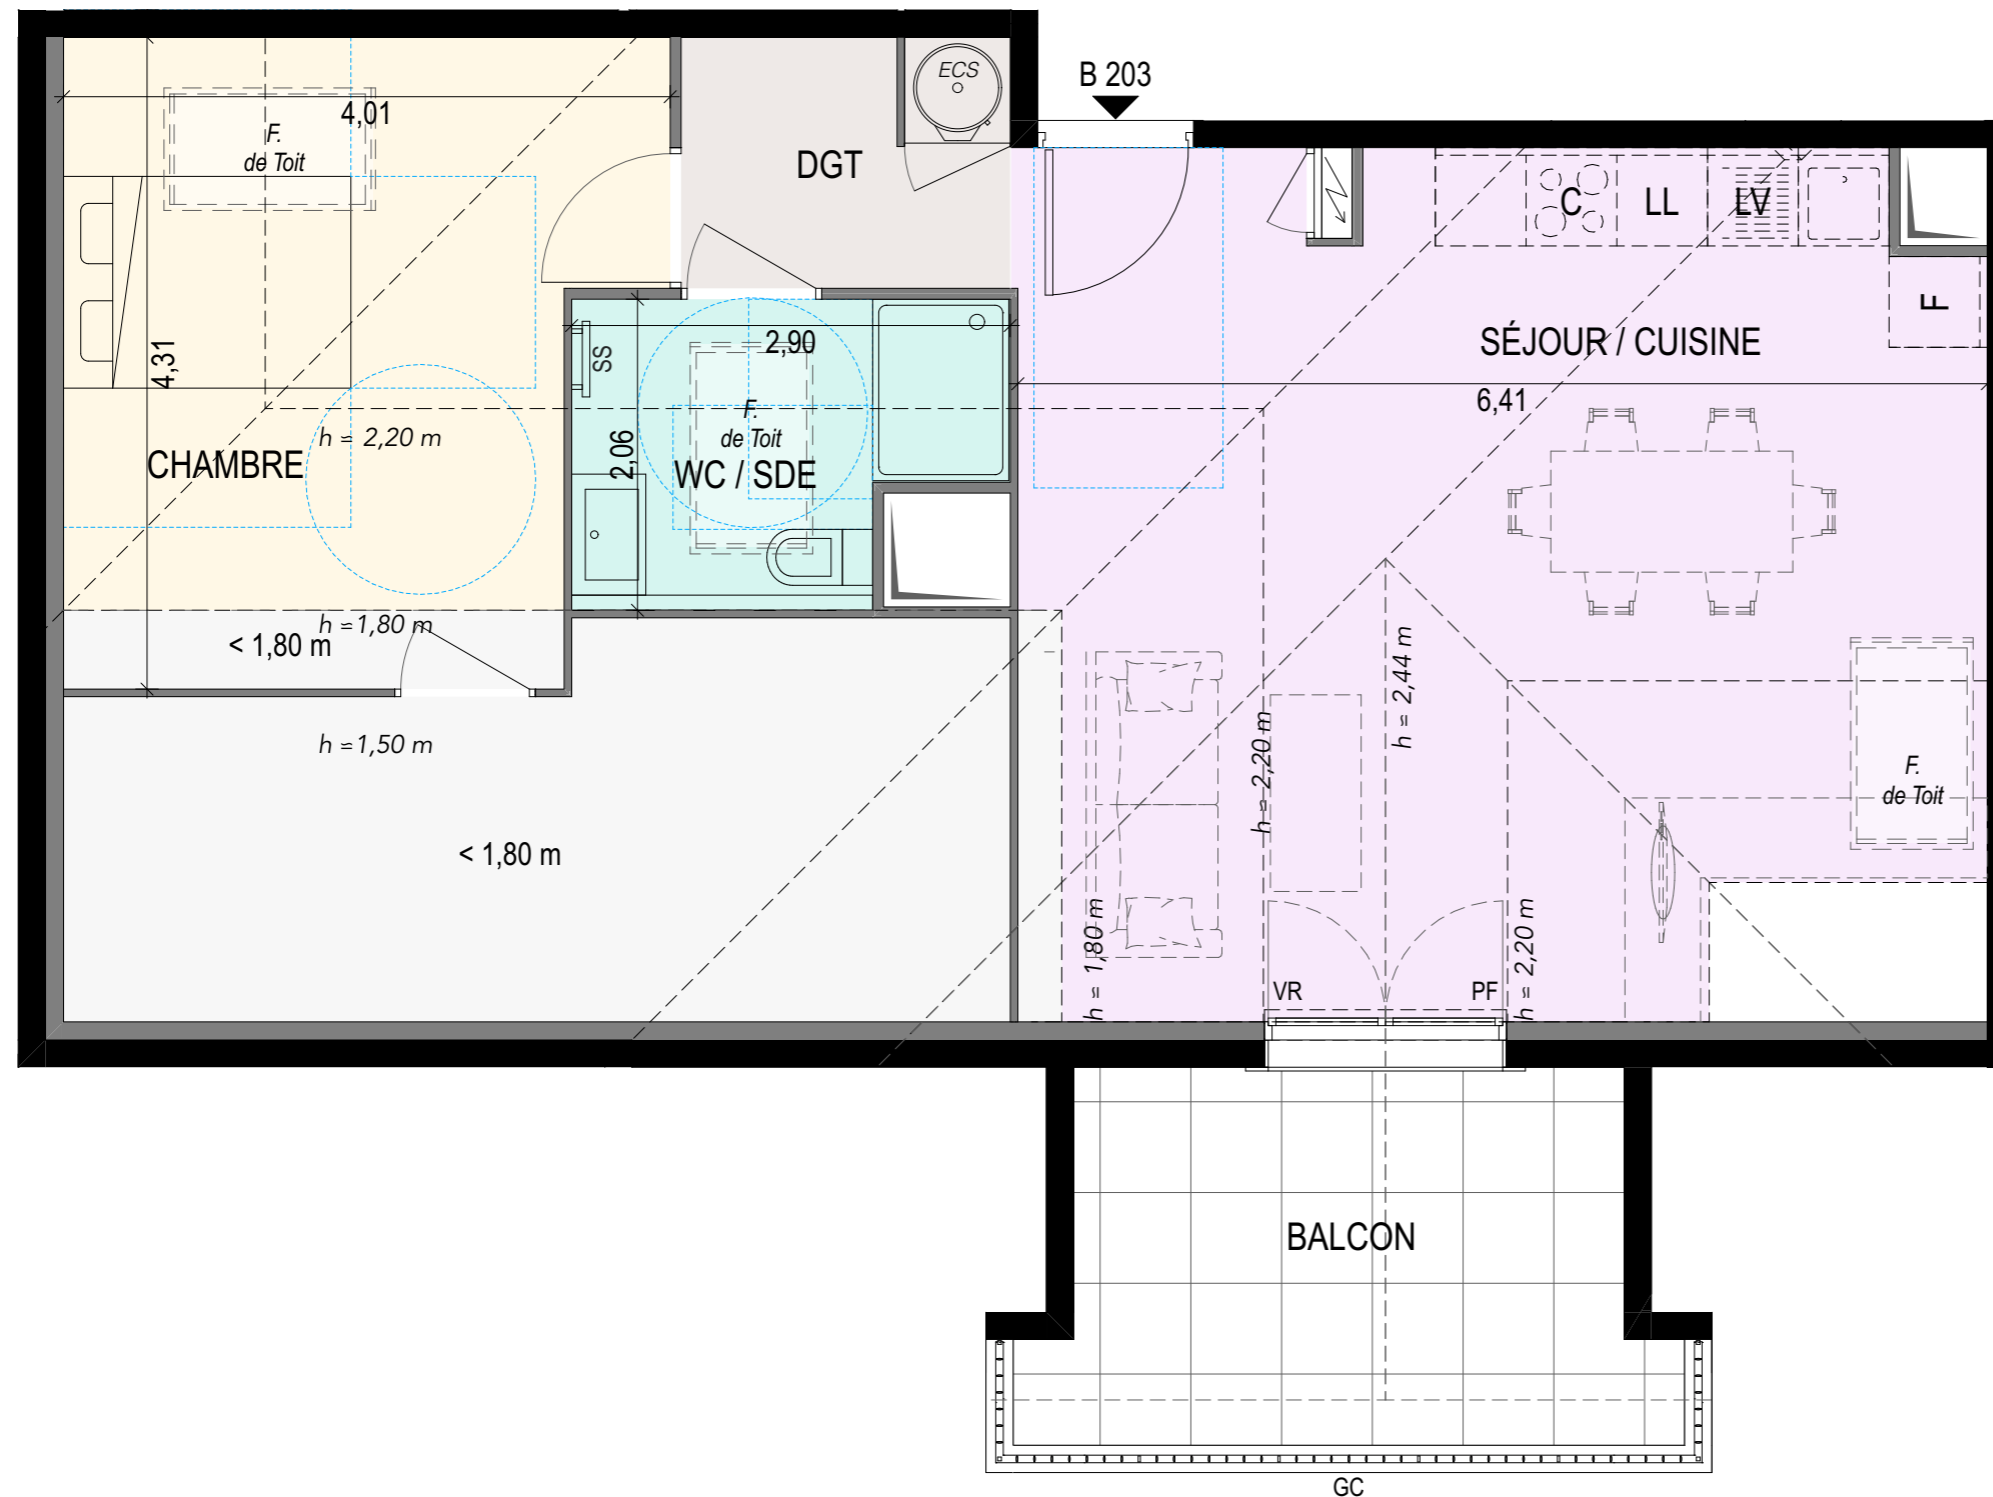 B 203
ECS
4,01
F.
de Toit
DGT
C
LL
LV
F
SÉJOUR / CUISINE
6,41
2,90
SS
4,31
2,06
F.
de Toit
WC / SDE
h ≃ 2,20 m
CHAMBRE
h ≃1,80 m
< 1,80 m
h ≃1,50 m
< 1,80 m
h ≃ 2,44 m
h ≃ 2,20 m
F.
de Toit
h ≃ 1,80 m
h ≃ 2,20 m
VR
PF
BALCON
GC